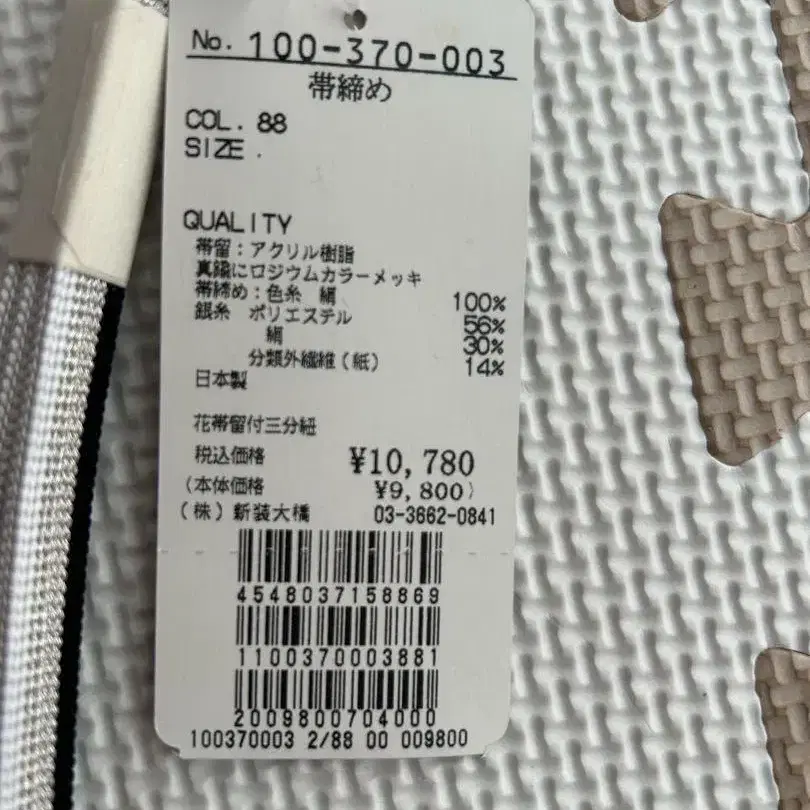 No. 100-370-003
帯締め
COL. 88
SIZE .
QUALITY
帯留：アクリル樹脂
真鍮にロジウムカラーメッキ
帯締め：色糸 絹 100%
銀糸 ポリエステル 56%
絹 30%
分類外繊維（紙） 14%
日本製
花帯留付三分紐
税込価格 ¥10,780
(本体価格 ¥9,800)
（株）新装大橋 03-3662-0841
4548037158869
1100370003881
2009800704000
100370003 2/88 00 009800